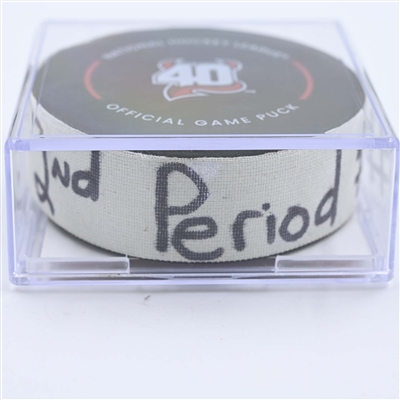 NATIONAL HOCKEY LEAGUE
40
OFFICIAL GAME PUCK
2nd Period